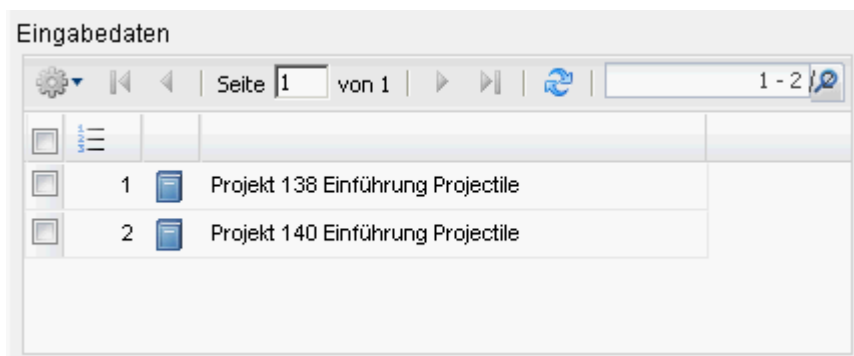 Eingabedaten
Seite 1 von 1 1 - 2 /
1 Projekt 138 Einführung Projectile
2 Projekt 140 Einführung Projectile